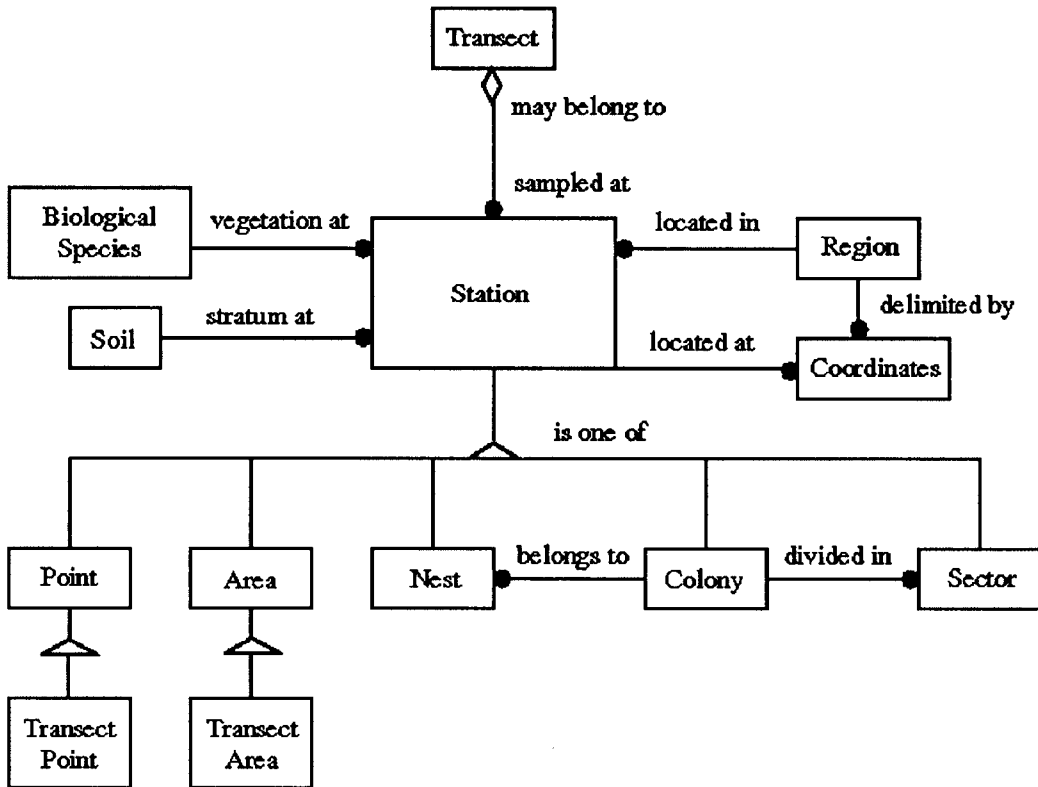 Transect
may belong to
sampled at
Biological
Species
vegetation at
located in
Region
Station
Soil
stratum at
delimited by
located at
Coordinates
is one of
Point
Area
Nest
belongs to
Colony
divided in
Sector
Transect
Point
Transect
Area